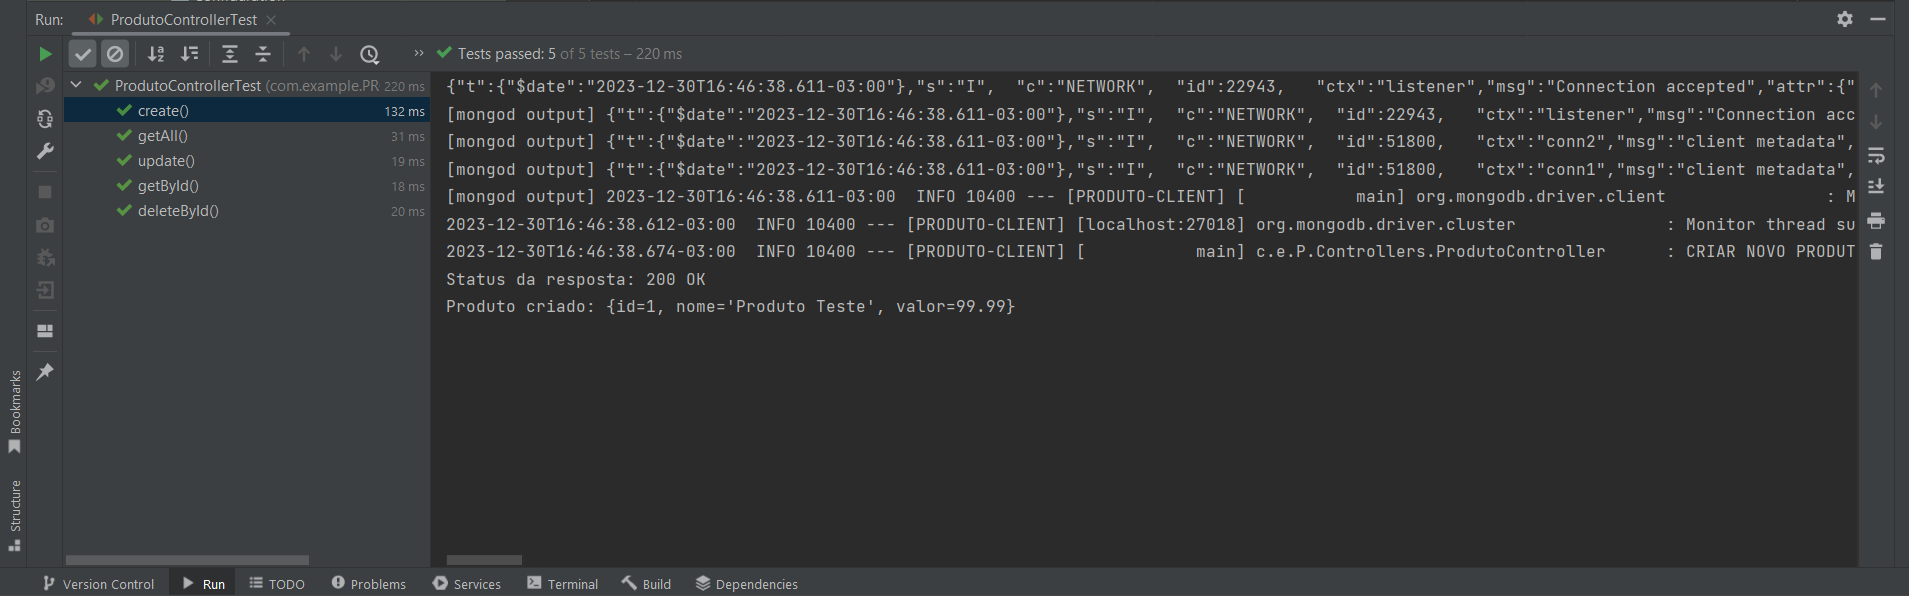 Run: ProdutoControllerTest
Tests passed: 5 of 5 tests – 220 ms
ProdutoControllerTest (com.example.PR 220 ms
create() 132 ms
getAll() 31 ms
update() 19 ms
getById() 18 ms
deleteById() 20 ms
{"t":{"$date":"2023-12-30T16:46:38.611-03:00"},"s":"I",  "c":"NETWORK",  "id":22943,   "ctx":"listener","msg":"Connection accepted","attr":{"
[mongod output] {"t":{"$date":"2023-12-30T16:46:38.611-03:00"},"s":"I",  "c":"NETWORK",  "id":22943,   "ctx":"listener","msg":"Connection acc
[mongod output] {"t":{"$date":"2023-12-30T16:46:38.611-03:00"},"s":"I",  "c":"NETWORK",  "id":51800,   "ctx":"conn2","msg":"client metadata",
[mongod output] {"t":{"$date":"2023-12-30T16:46:38.611-03:00"},"s":"I",  "c":"NETWORK",  "id":51800,   "ctx":"conn1","msg":"client metadata",
[mongod output] 2023-12-30T16:46:38.611-03:00  INFO 10400 --- [PRODUTO-CLIENT] [           main] org.mongodb.driver.client                : M
2023-12-30T16:46:38.612-03:00  INFO 10400 --- [PRODUTO-CLIENT] [localhost:27018] org.mongodb.driver.cluster               : Monitor thread su
2023-12-30T16:46:38.674-03:00  INFO 10400 --- [PRODUTO-CLIENT] [           main] c.e.P.Controllers.ProdutoController      : CRIAR NOVO PRODUT
Status da resposta: 200 OK
Produto criado: {id=1, nome='Produto Teste', valor=99.99}
Bookmarks
Structure
Version Control Run TODO Problems Services Terminal Build Dependencies